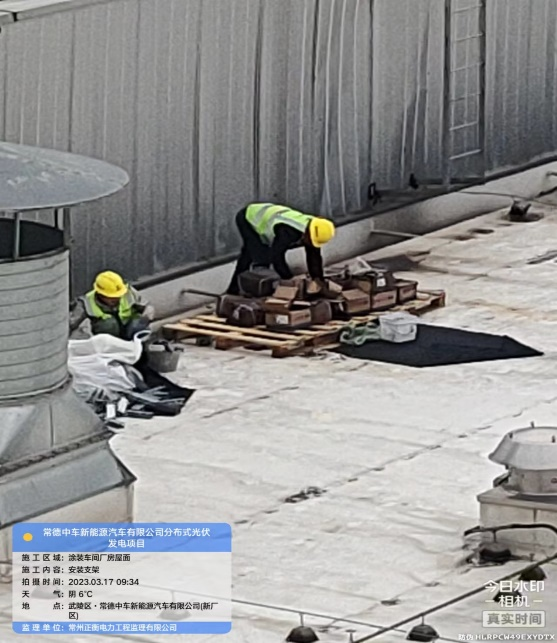 常德中车新能源汽车有限公司分布式光伏
发电项目
施工区域：涂装车间厂房屋面
施工内容：安装支架
拍摄时间：2023.03.17 09:34
天　　气：阴 6℃
地　　点：武陵区·常德中车新能源汽车有限公司(新厂
区)
监理单位：常州正衡电力工程监理有限公司
今日水印
相机
真实时间
防伪 HLRPCW49EXYDTX